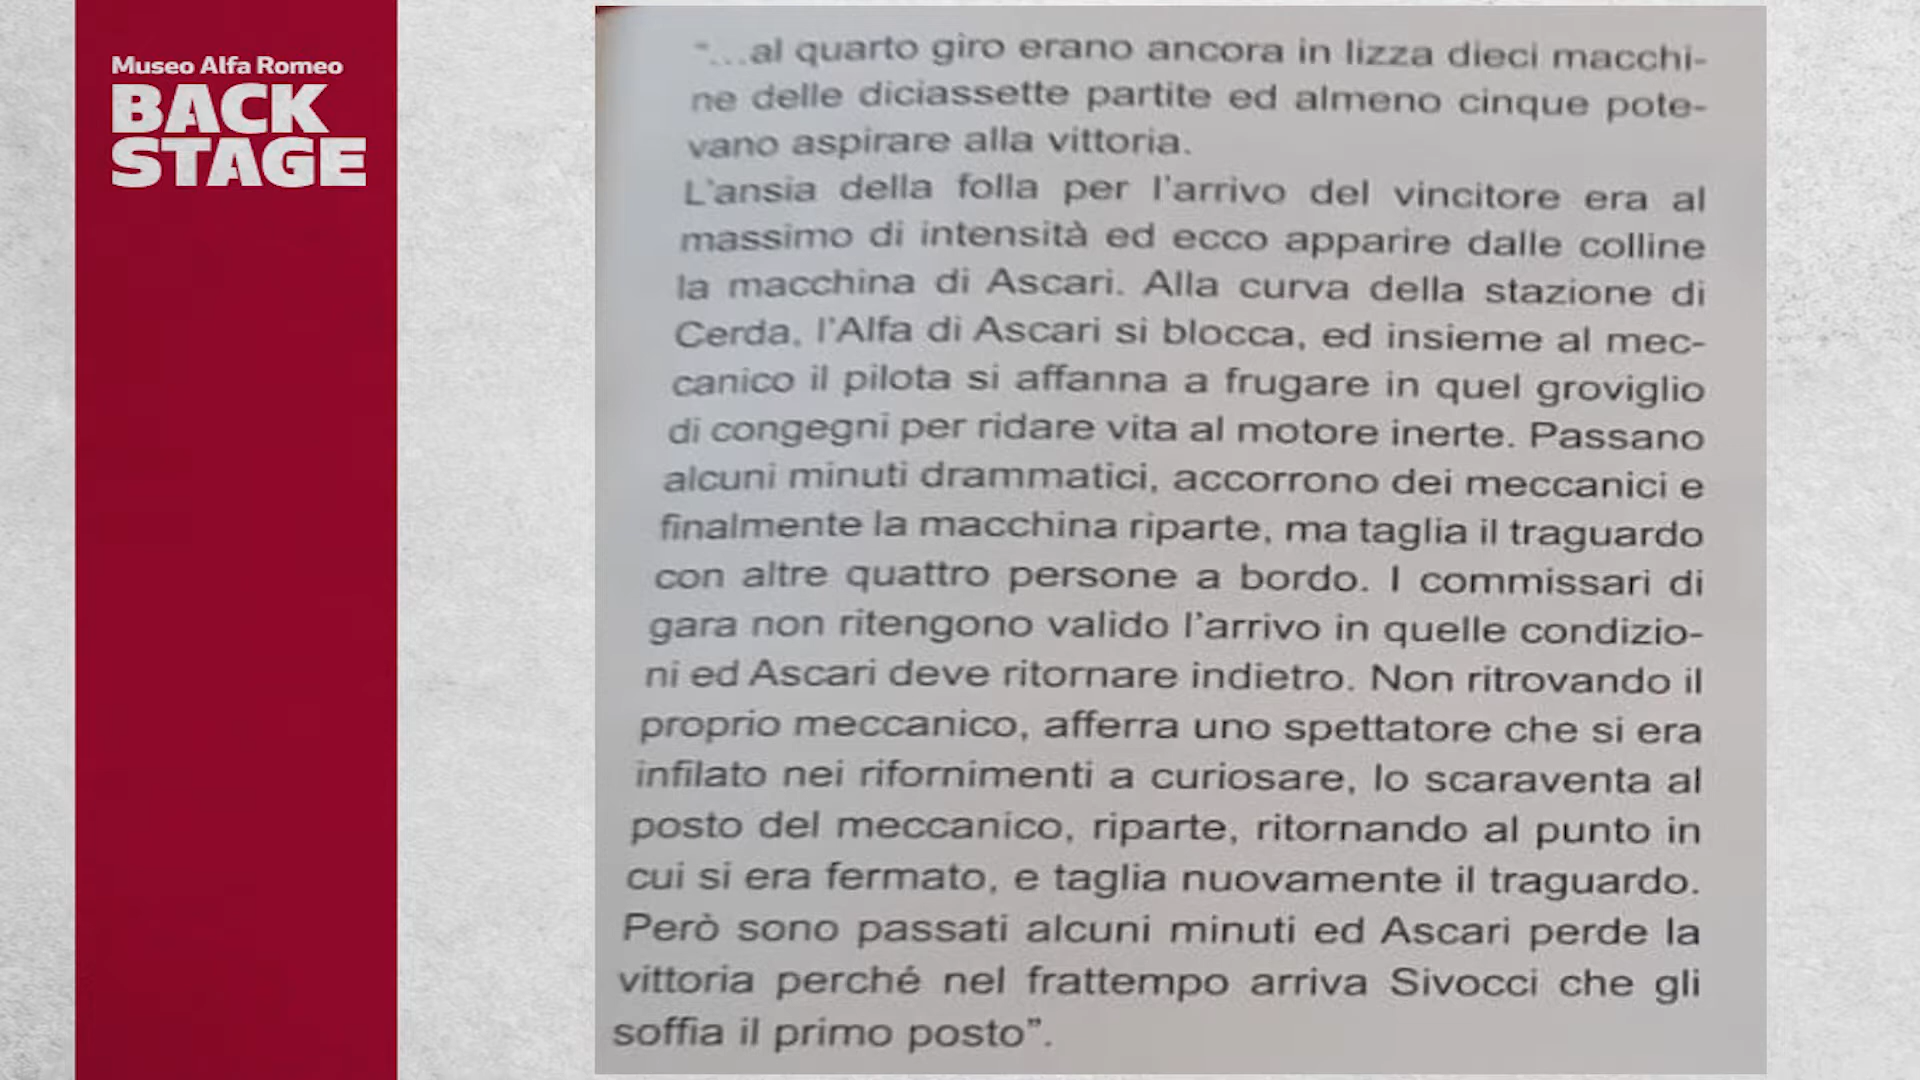 Museo Alfa Romeo
BACK
STAGE
"...al quarto giro erano ancora in lizza dieci macchi-
ne delle diciassette partite ed almeno cinque pote-
vano aspirare alla vittoria.
L'ansia della folla per l'arrivo del vincitore era al
massimo di intensità ed ecco apparire dalle colline
la macchina di Ascari. Alla curva della stazione di
Cerda, l'Alfa di Ascari si blocca, ed insieme al mec-
canico il pilota si affanna a frugare in quel groviglio
di congegni per ridare vita al motore inerte. Passano
alcuni minuti drammatici, accorrono dei meccanici e
finalmente la macchina riparte, ma taglia il traguardo
con altre quattro persone a bordo. I commissari di
gara non ritengono valido l'arrivo in quelle condizio-
ni ed Ascari deve ritornare indietro. Non ritrovando il
proprio meccanico, afferra uno spettatore che si era
infilato nei rifornimenti a curiosare, lo scaraventa al
posto del meccanico, riparte, ritornando al punto in
cui si era fermato, e taglia nuovamente il traguardo.
Però sono passati alcuni minuti ed Ascari perde la
vittoria perché nel frattempo arriva Sivocci che gli
soffia il primo posto".